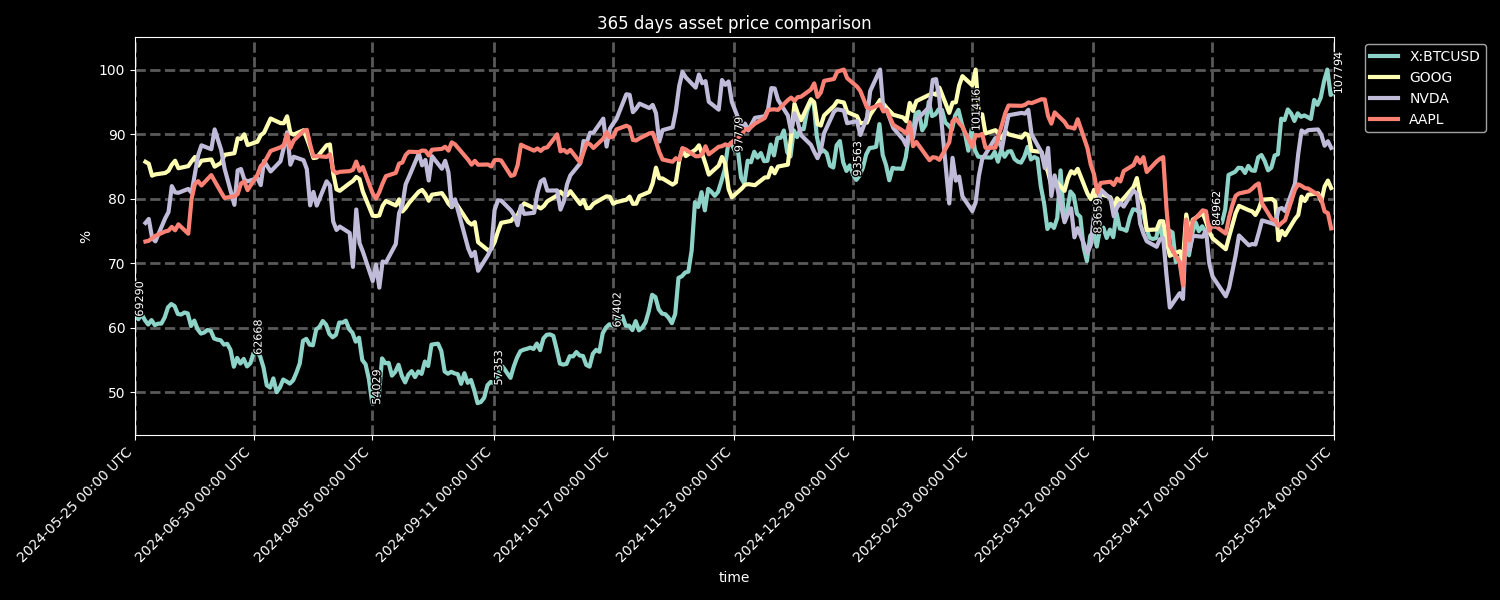 365 days asset price comparison
X:BTCUSD
GOOG
NVDA
AAPL
%
100
90
80
70
60
50
69290
62668
54029
57353
67402
97779
93563
101416
83659
84962
107794
2024-05-25 00:00 UTC
2024-06-30 00:00 UTC
2024-08-05 00:00 UTC
2024-09-11 00:00 UTC
2024-10-17 00:00 UTC
2024-11-23 00:00 UTC
2024-12-29 00:00 UTC
2025-02-03 00:00 UTC
2025-03-12 00:00 UTC
2025-04-17 00:00 UTC
2025-05-24 00:00 UTC
time